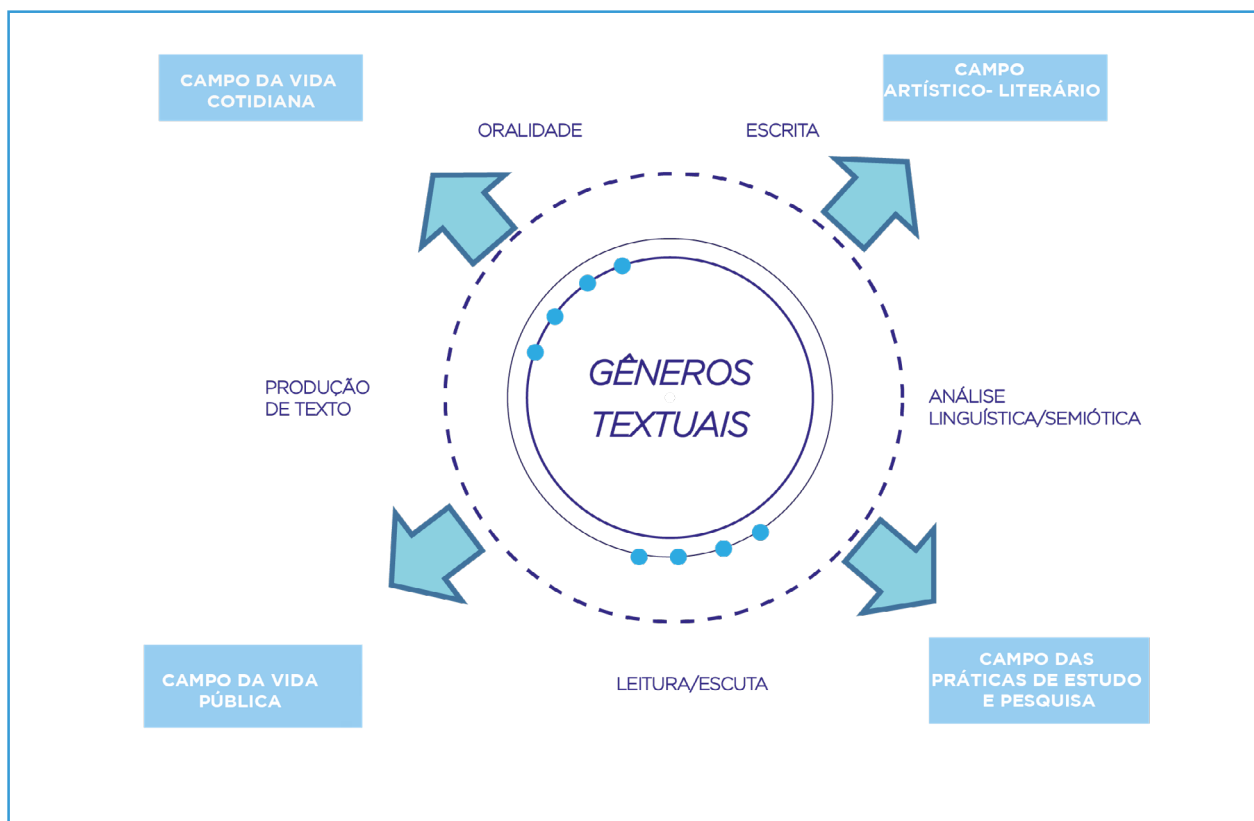 CAMPO DA VIDA
COTIDIANA
CAMPO
ARTÍSTICO- LITERÁRIO
ORALIDADE
ESCRITA
GÊNEROS
TEXTUAIS
PRODUÇÃO
DE TEXTO
ANÁLISE
LINGUÍSTICA/SEMIÓTICA
CAMPO DA VIDA
PÚBLICA
LEITURA/ESCUTA
CAMPO DAS
PRÁTICAS DE ESTUDO
E PESQUISA